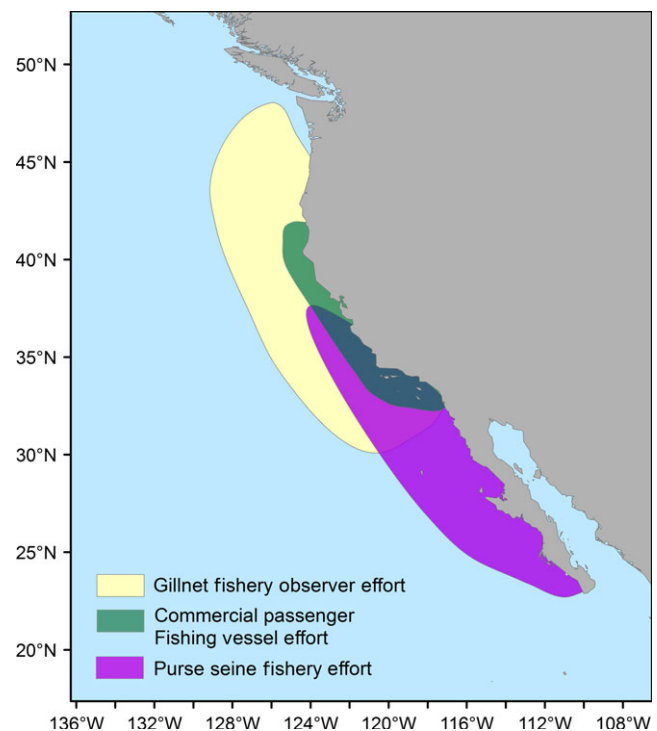 50°N
45°N
40°N
35°N
30°N
25°N
20°N
Gillnet fishery observer effort
Commercial passenger
Fishing vessel effort
Purse seine fishery effort
136°W 132°W 128°W 124°W 120°W 116°W 112°W 108°W